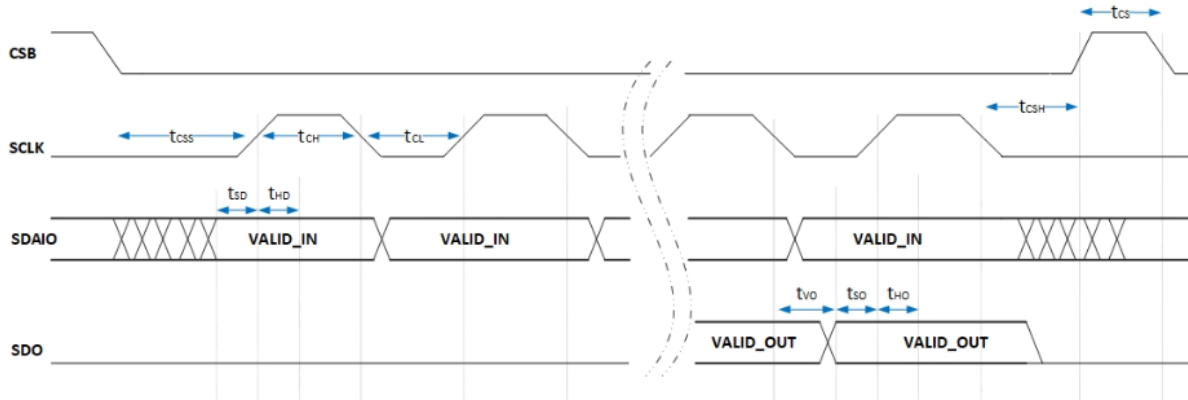 tCS
CSB
tCSH
tCSS tCH tCL
SCLK
tSD tHD
SDAIO VALID_IN VALID_IN VALID_IN
tVO tSO tHO
SDO VALID_OUT VALID_OUT